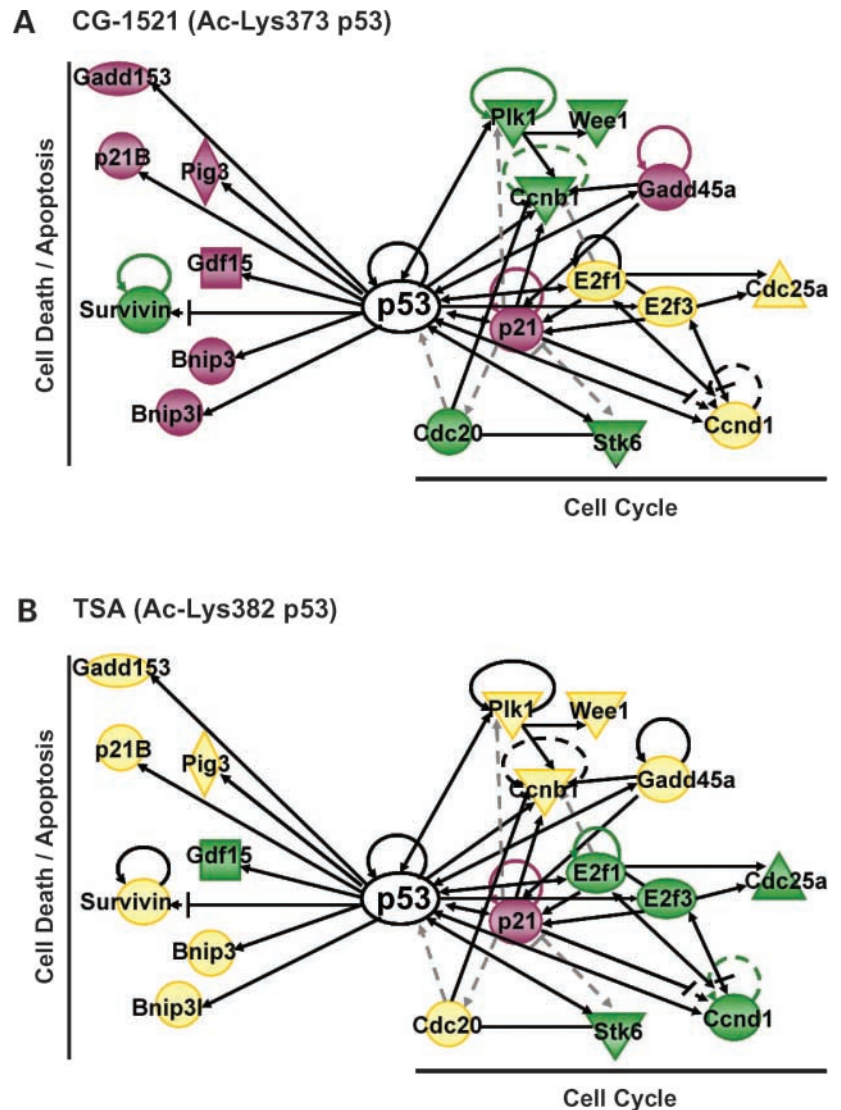 A CG-1521 (Ac-Lys373 p53)
Cell Death / Apoptosis
Gadd153
p21B
Pig3
Gdf15
Survivin
Bnip3
Bnip3l
p53
Plk1
Wee1
Ccnb1
Gadd45a
E2f1
Cdc25a
E2f3
p21
Ccnd1
Cdc20
Stk6
Cell Cycle
B TSA (Ac-Lys382 p53)
Cell Death / Apoptosis
Gadd153
p21B
Pig3
Gdf15
Survivin
Bnip3
Bnip3l
p53
Plk1
Wee1
Ccnb1
Gadd45a
E2f1
Cdc25a
E2f3
p21
Ccnd1
Cdc20
Stk6
Cell Cycle